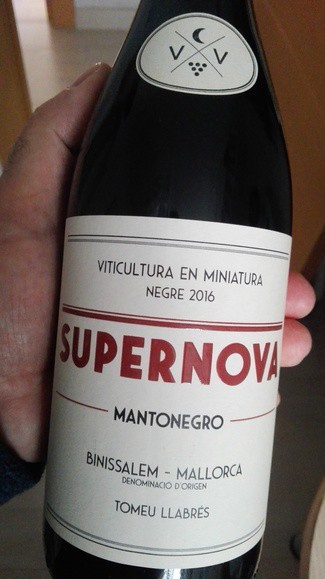 V V
VITICULTURA EN MINIATURA
NEGRE 2016
SUPERNOVA
MANTONEGRO
BINISSALEM - MALLORCA
DENOMINACIÓ D'ORIGEN
TOMEU LLABRÉS